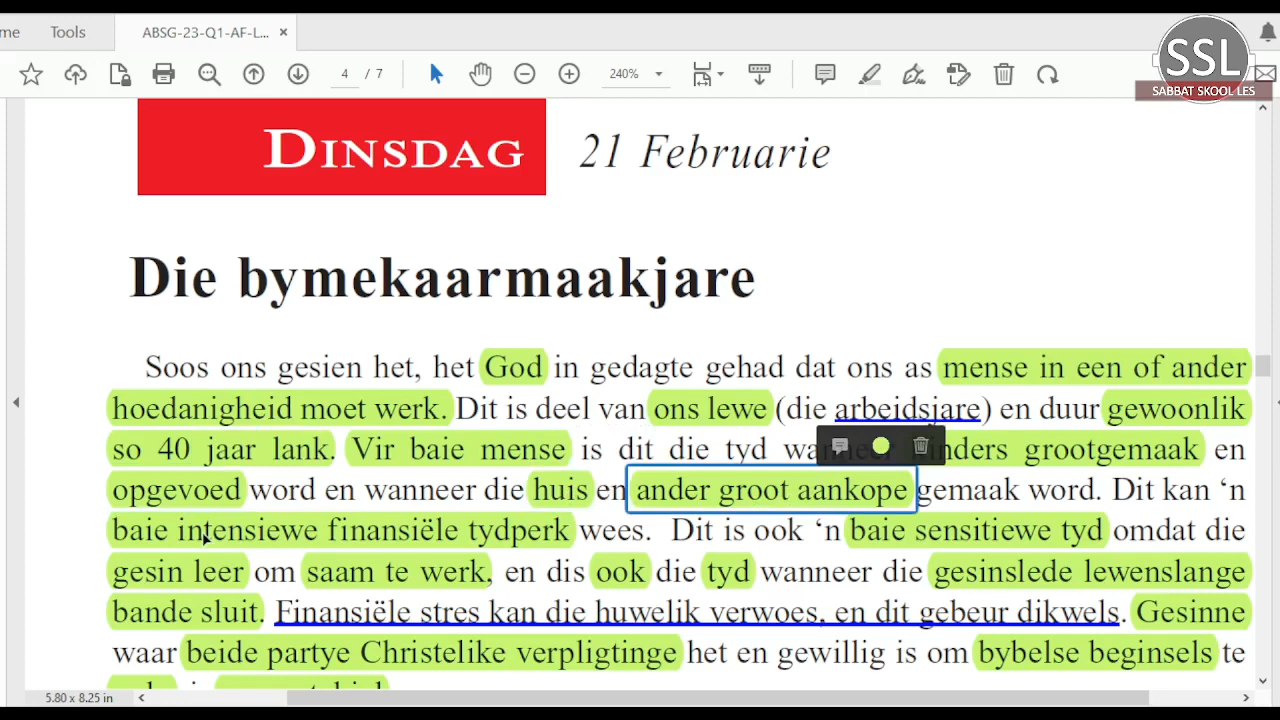 me Tools ABSG-23-Q1-AF-L... ×
SSL
SABBAT SKOOL LES
4 / 7 240%
DINSDAG 21 Februarie
Die bymekaarmaakjare
Soos ons gesien het, het God in gedagte gehad dat ons as mense in een of ander
hoedanigheid moet werk. Dit is deel van ons lewe (die arbeidsjare) en duur gewoonlik
so 40 jaar lank. Vir baie mense is dit die tyd kinders grootgemaak en
opgevoed word en wanneer die huis en ander groot aankope gemaak word. Dit kan ‘n
baie intensiewe finansiële tydperk wees. Dit is ook ‘n baie sensitiewe tyd omdat die
gesin leer om saam te werk, en dis ook die tyd wanneer die gesinslede lewenslange
bande sluit. Finansiële stres kan die huwelik verwoes, en dit gebeur dikwels. Gesinne
waar beide partye Christelike verpligtinge het en gewillig is om bybelse beginsels te
5.80 x 8.25 in